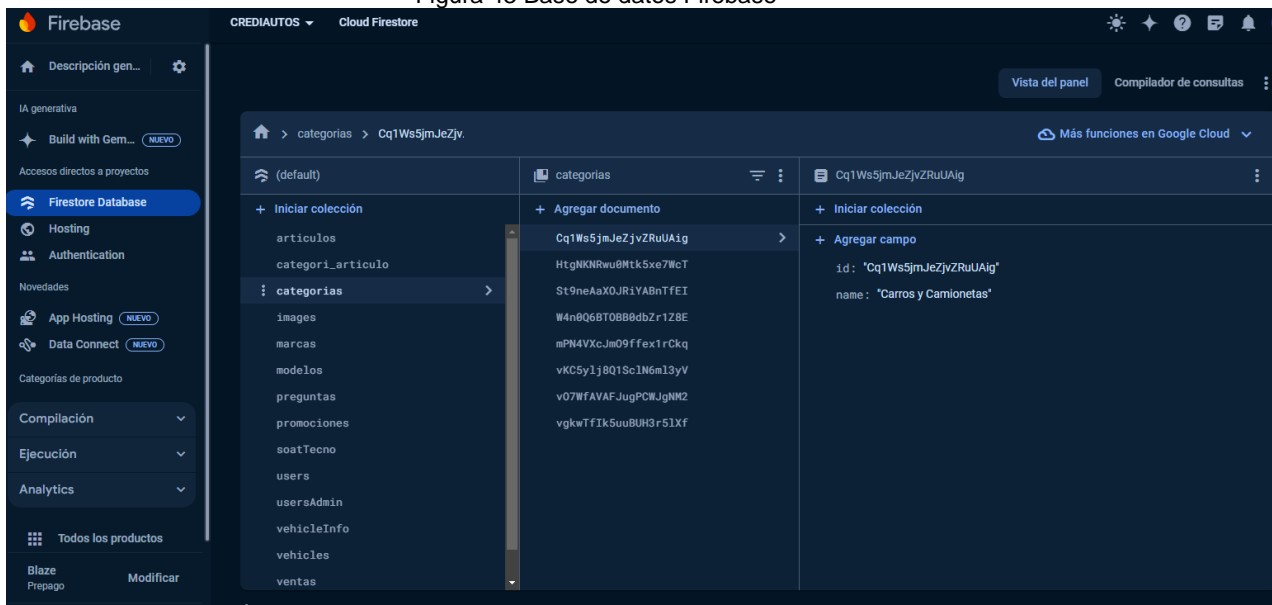 Figura 48 Base de datos Firebase
Firebase
CREDIAUTOS
Cloud Firestore
Descripción gen...
Vista del panel
Compilador de consultas
IA generativa
Build with Gem... NUEVO
categorias > Cq1Ws5jmJeZjv.
Más funciones en Google Cloud
Accesos directos a proyectos
Firestore Database
Hosting
Authentication
Novedades
App Hosting NUEVO
Data Connect NUEVO
Categorías de producto
Compilación
Ejecución
Analytics
Todos los productos
Blaze
Prepago
Modificar
(default)
+ Iniciar colección
articulos
categori_articulo
categorias
images
marcas
modelos
preguntas
promociones
soatTecno
users
usersAdmin
vehicleInfo
vehicles
ventas
categorias
+ Agregar documento
Cq1Ws5jmJeZjvZRuUAig
HtgNKNRwu0Mtk5xe7WcT
St9neAaXOJRiYABnTfEI
W4n0Q6BTOBB0dbZr1Z8E
mPN4VXcJmO9ffex1rCkq
vKC5ylj8Q1SclN6ml3yV
vO7WfAVAFJugPCWJgNM2
vgkwTfIk5uuBUH3r5lXf
Cq1Ws5jmJeZjvZRuUAig
+ Iniciar colección
+ Agregar campo
id: "Cq1Ws5jmJeZjvZRuUAig"
name: "Carros y Camionetas"